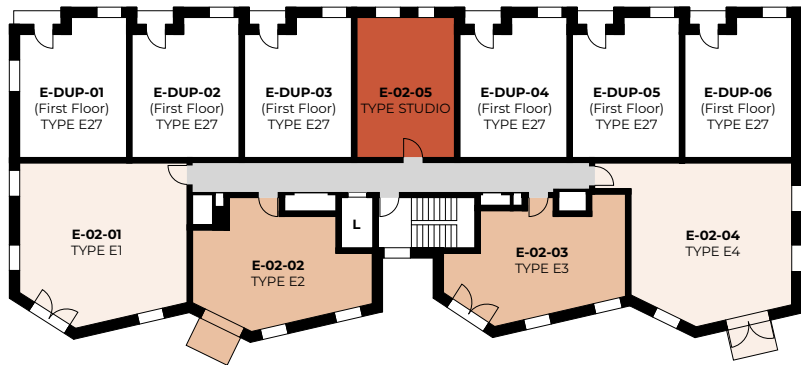 E-DUP-01
(First Floor)
TYPE E27
E-DUP-02
(First Floor)
TYPE E27
E-DUP-03
(First Floor)
TYPE E27
E-02-05
TYPE STUDIO
E-DUP-04
(First Floor)
TYPE E27
E-DUP-05
(First Floor)
TYPE E27
E-DUP-06
(First Floor)
TYPE E27
E-02-01
TYPE E1
E-02-02
TYPE E2
L
E-02-03
TYPE E3
E-02-04
TYPE E4